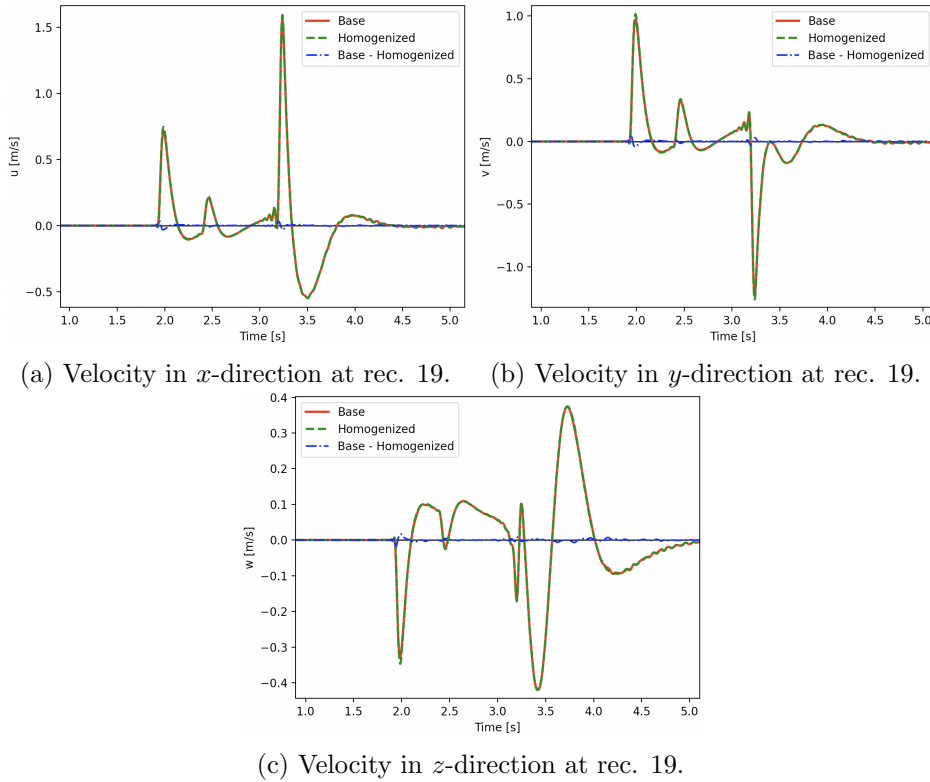 1.5
1.0
0.5
0.0
−0.5
u [m/s]
Base
Homogenized
Base - Homogenized
1.0 1.5 2.0 2.5 3.0 3.5 4.0 4.5 5.0
Time [s]
(a) Velocity in x-direction at rec. 19.
1.0
0.5
0.0
−0.5
−1.0
v [m/s]
Base
Homogenized
Base - Homogenized
1.0 1.5 2.0 2.5 3.0 3.5 4.0 4.5 5.0
Time [s]
(b) Velocity in y-direction at rec. 19.
0.4
0.3
0.2
0.1
0.0
−0.1
−0.2
−0.3
−0.4
w [m/s]
Base
Homogenized
Base - Homogenized
1.0 1.5 2.0 2.5 3.0 3.5 4.0 4.5 5.0
Time [s]
(c) Velocity in z-direction at rec. 19.